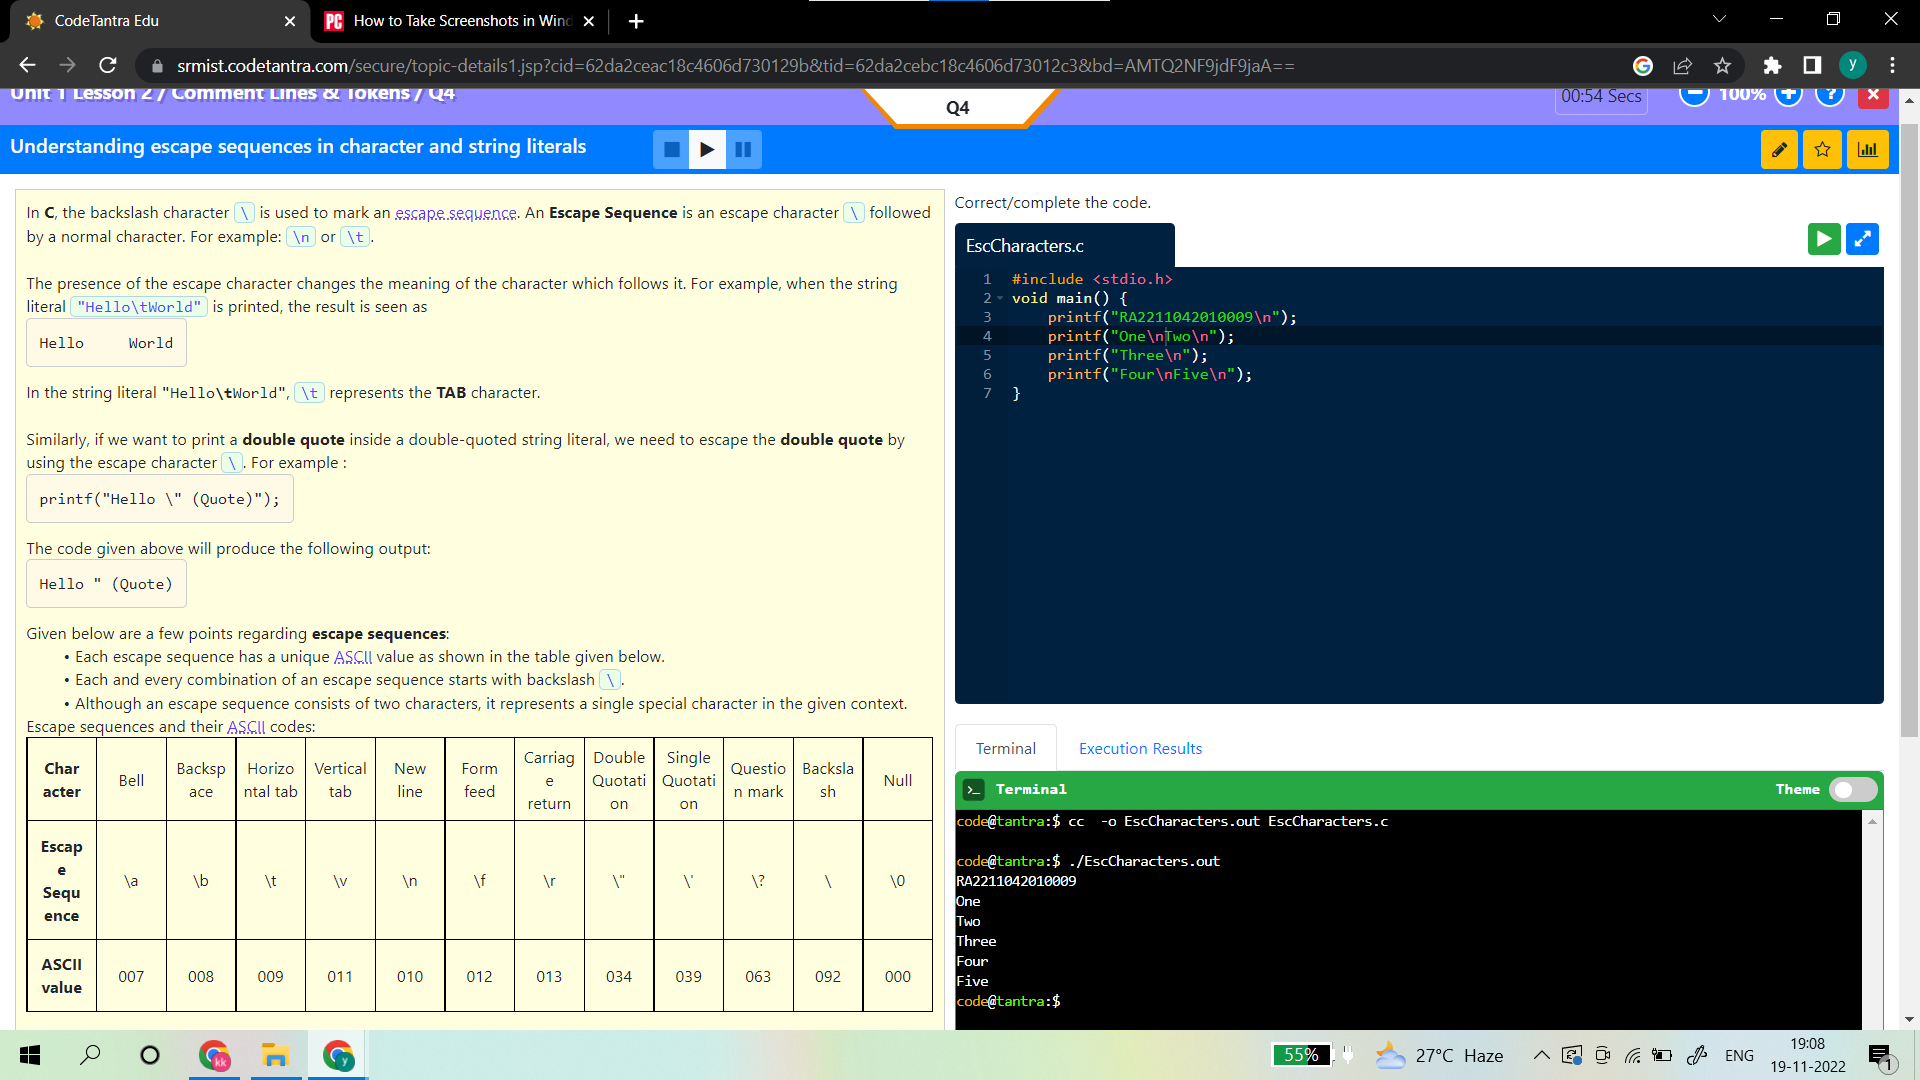 CodeTantra Edu
How to Take Screenshots in Wind
srmist.codetantra.com/secure/topic-details1.jsp?cid=62da2ceac18c4606d730129b&tid=62da2cebc18c4606d73012c3&bd=AMTQ2NF9jdF9jaA==
y
Unit 1 Lesson 2 / Comment Lines & Tokens / Q4
Q4
00:54 Secs
100%
Understanding escape sequences in character and string literals
In C, the backslash character \ is used to mark an escape sequence. An Escape Sequence is an escape character \ followed
by a normal character. For example: \n or \t.
The presence of the escape character changes the meaning of the character which follows it. For example, when the string
literal "Hello\tWorld" is printed, the result is seen as
Hello     World
In the string literal "Hello\tWorld", \t represents the TAB character.
Similarly, if we want to print a double quote inside a double-quoted string literal, we need to escape the double quote by
using the escape character \. For example :
printf("Hello \" (Quote)");
The code given above will produce the following output:
Hello " (Quote)
Given below are a few points regarding escape sequences:
• Each escape sequence has a unique ASCII value as shown in the table given below.
• Each and every combination of an escape sequence starts with backslash \.
• Although an escape sequence consists of two characters, it represents a single special character in the given context.
Escape sequences and their ASCII codes:
Character Bell Backspace Horizontal tab Vertical tab New line Form feed Carriage return Double Quotation Single Quotation Question mark Backslash Null
Escape Sequence \a \b \t \v \n \f \r \" \' \? \ \0
ASCII value 007 008 009 011 010 012 013 034 039 063 092 000
Correct/complete the code.
EscCharacters.c
1 #include <stdio.h>
2 void main() {
3 printf("RA2211042010009\n");
4 printf("One\nTwo\n");
5 printf("Three\n");
6 printf("Four\nFive\n");
7 }
Terminal
Execution Results
Terminal
Theme
code@tantra:$ cc  -o EscCharacters.out EscCharacters.c
code@tantra:$ ./EscCharacters.out
RA2211042010009
One
Two
Three
Four
Five
code@tantra:$
kk
y
55%
27°C Haze
ENG
19:08
19-11-2022
1